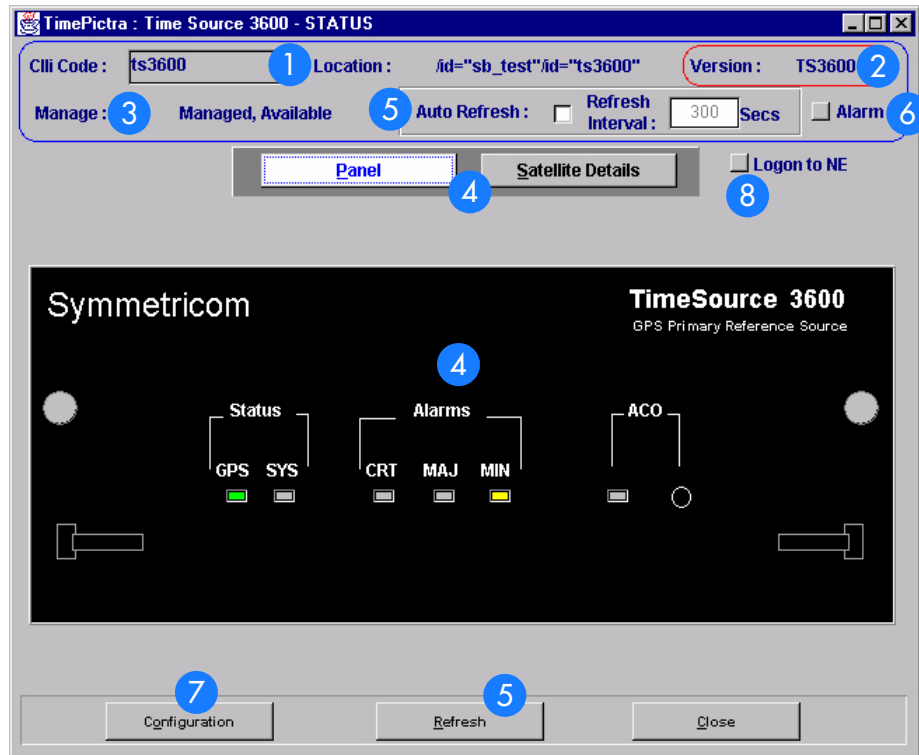 TimePictra : Time Source 3600 - STATUS
Clli Code : ts3600 1 Location : /id="sb_test"/id="ts3600" Version : TS3600 2
Manage : 3 Managed, Available 5 Auto Refresh : Refresh Interval : 300 Secs Alarm 6
Panel 4 Satellite Details Logon to NE
8
Symmetricom TimeSource 3600
GPS Primary Reference Source
4
Status Alarms ACO
GPS SYS CRT MAJ MIN
7 5
Configuration Refresh Close